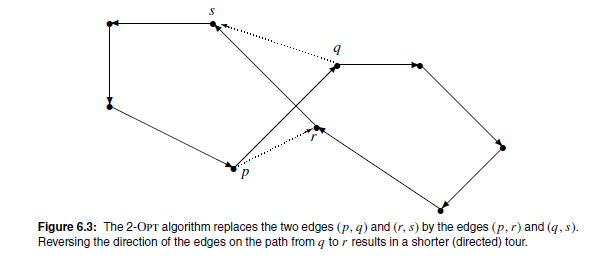 s
q
r
p
Figure 6.3: The 2-OPT algorithm replaces the two edges (p, q) and (r, s) by the edges (p, r) and (q, s).
Reversing the direction of the edges on the path from q to r results in a shorter (directed) tour.